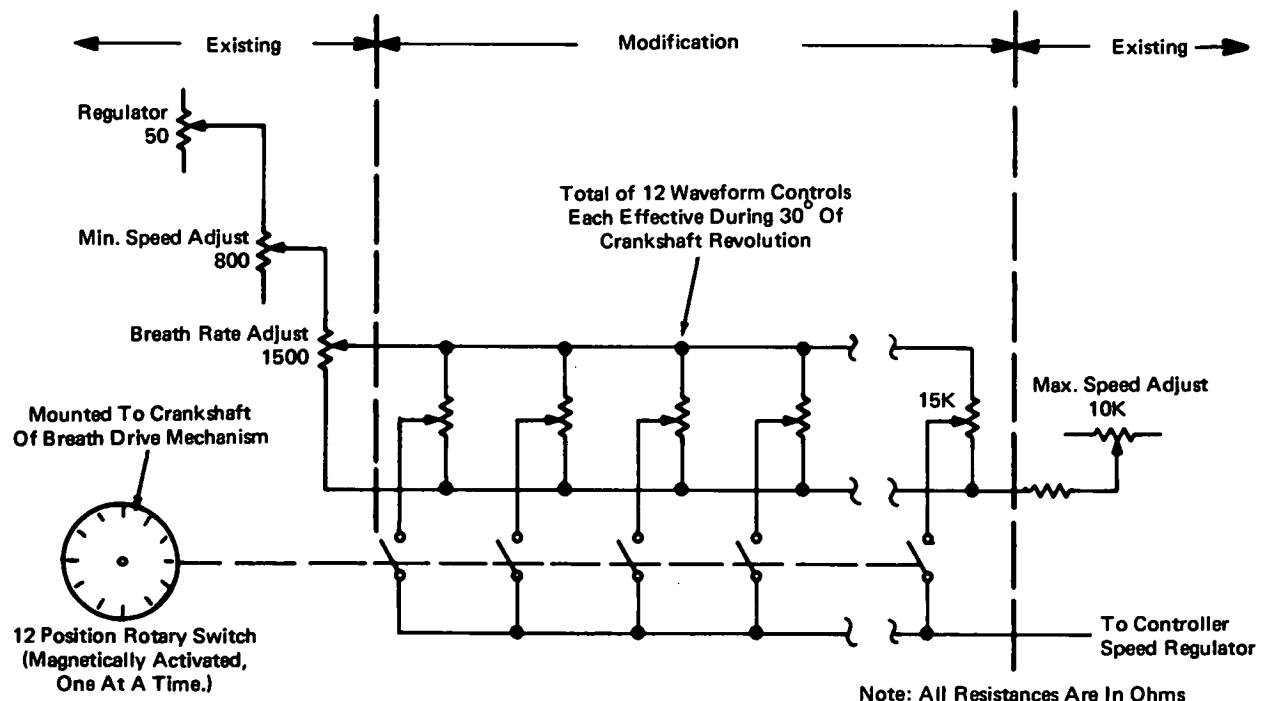 Existing
Modification
Existing
Regulator
50
Total of 12 Waveform Controls
Each Effective During 30° Of
Crankshaft Revolution
Min. Speed Adjust
800
Breath Rate Adjust
1500
Max. Speed Adjust
10K
15K
Mounted To Crankshaft
Of Breath Drive Mechanism
12 Position Rotary Switch
(Magnetically Activated,
One At A Time.)
To Controller
Speed Regulator
Note: All Resistances Are In Ohms